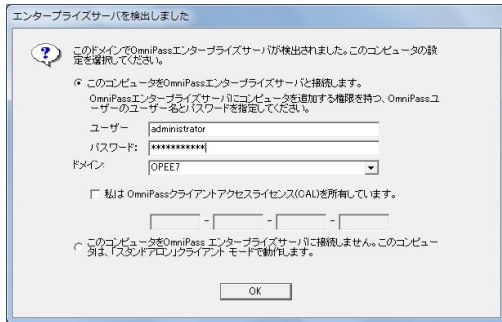 エンタープライズサーバを検出しました
このドメインでOmniPassエンタープライズサーバが検出されました。このコンピュータの設
定を選択してください。
このコンピュータをOmniPassエンタープライズサーバと接続します。
OmniPassエンタープライズサーバにコンピュータを追加する権限を持つ、OmniPassユ
ーザーのユーザー名とパスワードを指定してください。
ユーザー administrator
パスワード: ***********
ドメイン: OPEE7
私は OmniPassクライアントアクセスライセンス(CAL)を所有しています。
- - -
このコンピュータをOmniPass エンタープライズサーバに接続しません。このコンピュー
タは、「スタンドアロン」クライアント モードで動作します。
OK